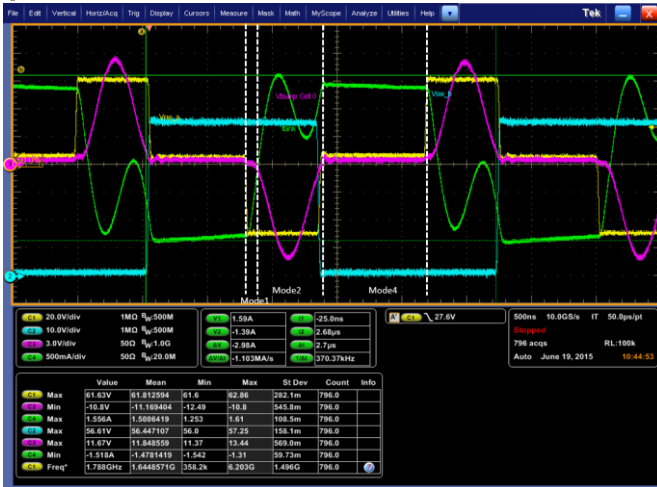 File Edit Vertical Horiz/Acq Trig Display Cursors Measure Mask Math MyScope Analyze Utilities Help Tek X
a
b
Vbump Cell 0
Vsw_a
Itank
Vsw_b
3
2
Mode2 Mode4
Mode1
C1 20.0V/div 1MΩ BW:500M
C2 10.0V/div 1MΩ BW:500M
C3 3.0V/div 50Ω BW:1.0G
C4 500mA/div 50Ω BW:20.0M
V1 1.59A t1 -25.0ns
V2 -1.39A t2 2.68μs
ΔV -2.98A Δt 2.7μs
ΔV/Δt -1.103MA/s 1/Δt 370.37kHz
A' C1 27.6V
500ns 10.0GS/s IT 50.0ps/pt
Stopped
796 acqs RL:100k
Auto June 19, 2015 10:44:53
Value Mean Min Max St Dev Count Info
C1 Max 61.63V 61.812594 61.6 62.86 282.1m 796.0
C3 Min -10.8V -11.169404 -12.49 -10.8 545.8m 796.0
C4 Max 1.556A 1.5086419 1.253 1.61 108.5m 796.0
C2 Max 56.61V 56.447107 56.0 57.25 158.1m 796.0
C3 Max 11.67V 11.848559 11.37 13.44 569.0m 796.0
C4 Min -1.518A -1.4781419 -1.542 -1.31 59.73m 796.0
C1 Freq* 1.788GHz 1.6448571G 358.2k 6.203G 1.496G 796.0